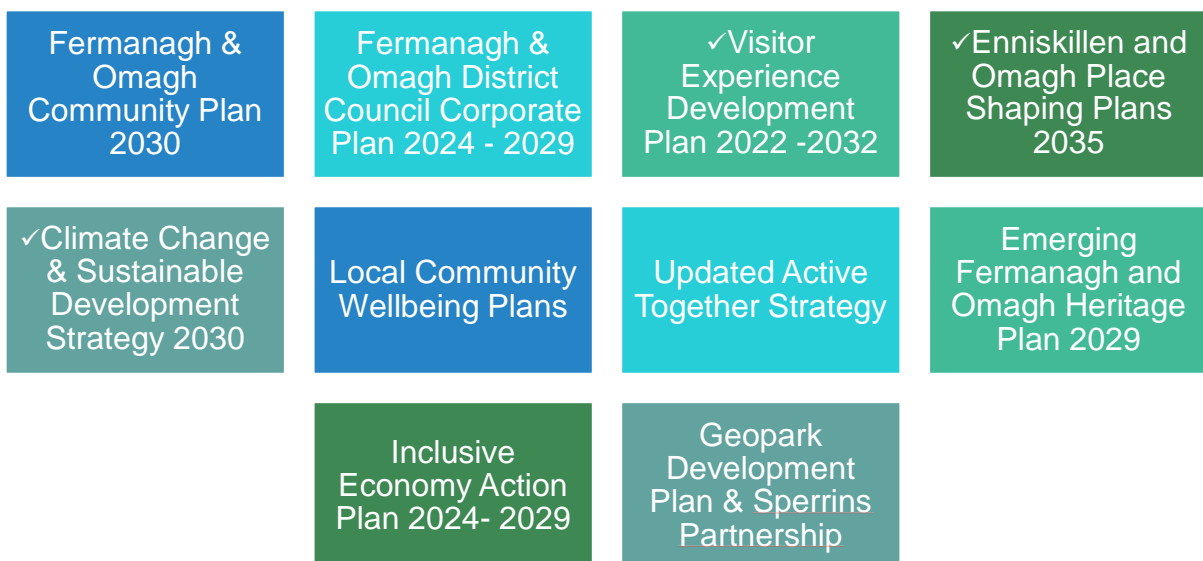 Fermanagh &
Omagh
Community Plan
2030
Fermanagh &
Omagh District
Council Corporate
Plan 2024 - 2029
✓Visitor
Experience
Development
Plan 2022 -2032
✓Enniskillen and
Omagh Place
Shaping Plans
2035
✓Climate Change
& Sustainable
Development
Strategy 2030
Local Community
Wellbeing Plans
Updated Active
Together Strategy
Emerging
Fermanagh and
Omagh Heritage
Plan 2029
Inclusive
Economy Action
Plan 2024- 2029
Geopark
Development
Plan & Sperrins
Partnership